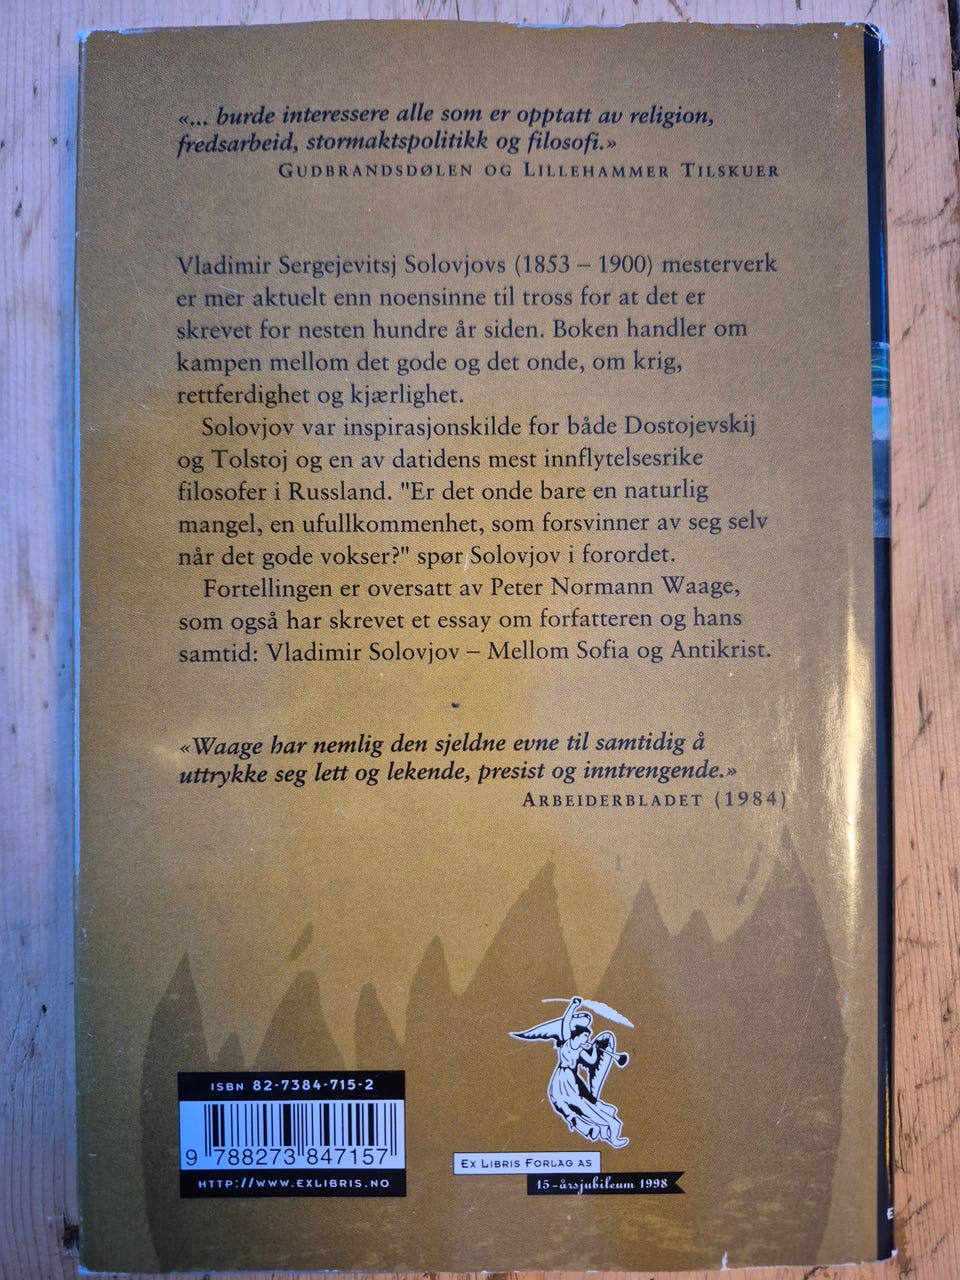 «... burde interessere alle som er opptatt av religion,
fredsarbeid, stormaktspolitikk og filosofi.»
GUDBRANDSDØLEN OG LILLEHAMMER TILSKUER
Vladimir Sergejevitsj Solovjovs (1853 – 1900) mesterverk
er mer aktuelt enn noensinne til tross for at det er
skrevet for nesten hundre år siden. Boken handler om
kampen mellom det gode og det onde, om krig,
rettferdighet og kjærlighet.
Solovjov var inspirasjonskilde for både Dostojevskij
og Tolstoj og en av datidens mest innflytelsesrike
filosofer i Russland. "Er det onde bare en naturlig
mangel, en ufullkommenhet, som forsvinner av seg selv
når det gode vokser?" spør Solovjov i forordet.
Fortellingen er oversatt av Peter Normann Waage,
som også har skrevet et essay om forfatteren og hans
samtid: Vladimir Solovjov – Mellom Sofia og Antikrist.
«Waage har nemlig den sjeldne evne til samtidig å
uttrykke seg lett og lekende, presist og inntrengende.»
ARBEIDERBLADET (1984)
ISBN 82-7384-715-2
9 788273 847157
HTTP://WWW.EXLIBRIS.NO
EX LIBRIS FORLAG AS
15-årsjubileum 1998